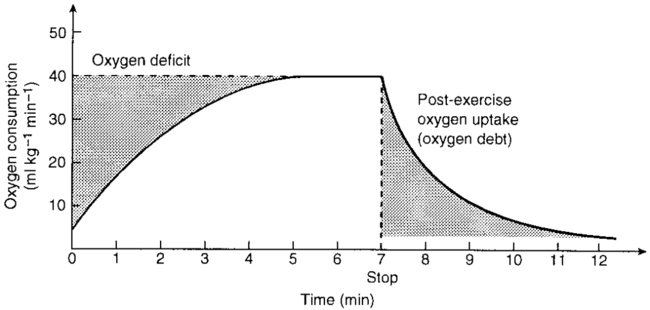 50
Oxygen deficit
40
Post-exercise
oxygen uptake
(oxygen debt)
30
20
10
Oxygen consumption
(ml kg⁻¹ min⁻¹)
0 1 2 3 4 5 6 7 8 9 10 11 12
Stop
Time (min)